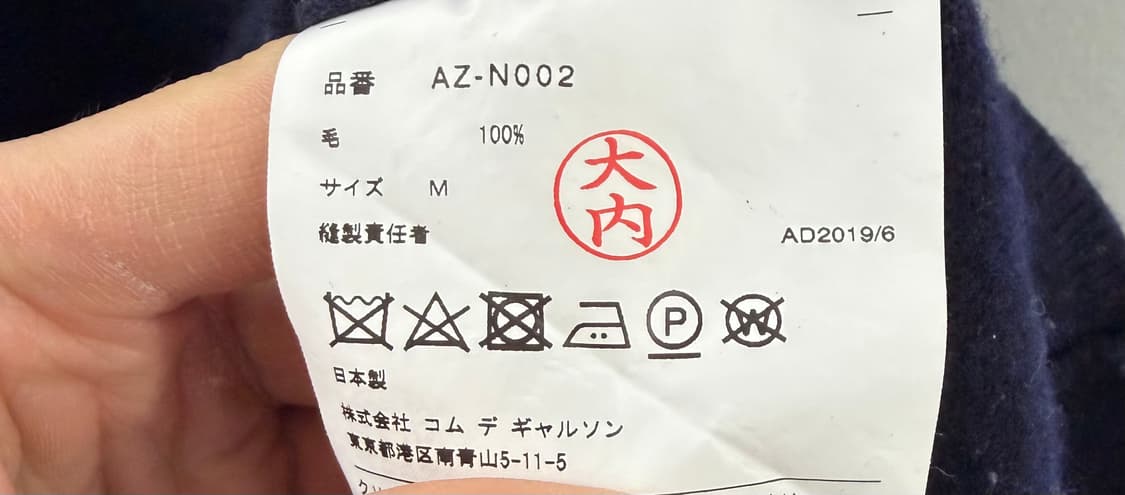 品番 AZ-N002
毛 100%
サイズ M
大内
縫製責任者 AD2019/6
P W
日本製
株式会社 コム デ ギャルソン
東京都港区南青山5-11-5